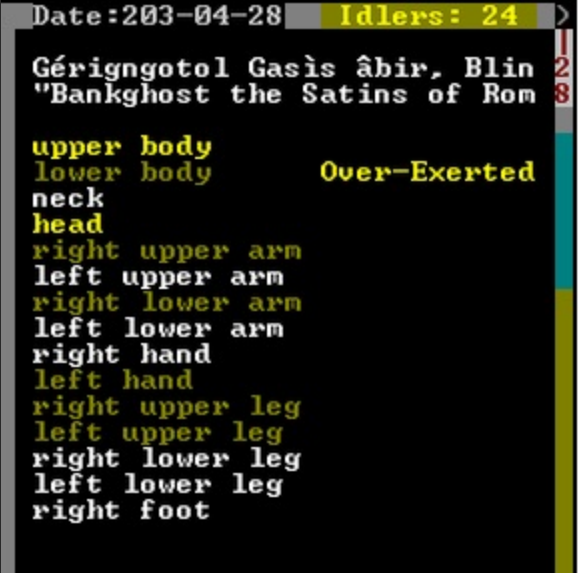 Date:203-04-28 Idlers: 24 >
Gérigngotol Gasìs âbir, Blin
"Bankghost the Satins of Rom
128
upper body
lower body Over-Exerted
neck
head
right upper arm
left upper arm
right lower arm
left lower arm
right hand
left hand
right upper leg
left upper leg
right lower leg
left lower leg
right foot